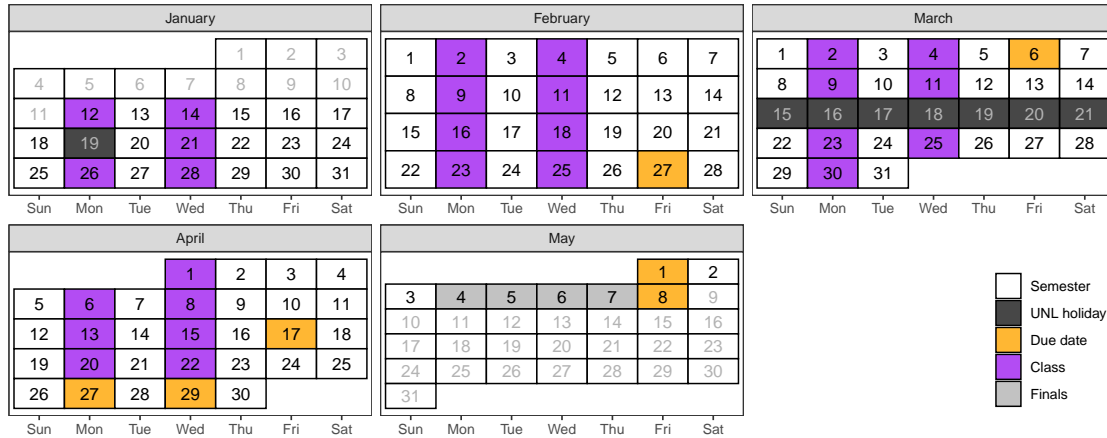 January
1 2 3
4 5 6 7 8 9 10
11 12 13 14 15 16 17
18 19 20 21 22 23 24
25 26 27 28 29 30 31
Sun Mon Tue Wed Thu Fri Sat
February
1 2 3 4 5 6 7
8 9 10 11 12 13 14
15 16 17 18 19 20 21
22 23 24 25 26 27 28
Sun Mon Tue Wed Thu Fri Sat
March
1 2 3 4 5 6 7
8 9 10 11 12 13 14
15 16 17 18 19 20 21
22 23 24 25 26 27 28
29 30 31
Sun Mon Tue Wed Thu Fri Sat
April
1 2 3 4
5 6 7 8 9 10 11
12 13 14 15 16 17 18
19 20 21 22 23 24 25
26 27 28 29 30
Sun Mon Tue Wed Thu Fri Sat
May
1 2
3 4 5 6 7 8 9
10 11 12 13 14 15 16
17 18 19 20 21 22 23
24 25 26 27 28 29 30
31
Sun Mon Tue Wed Thu Fri Sat
Semester
UNL holiday
Due date
Class
Finals